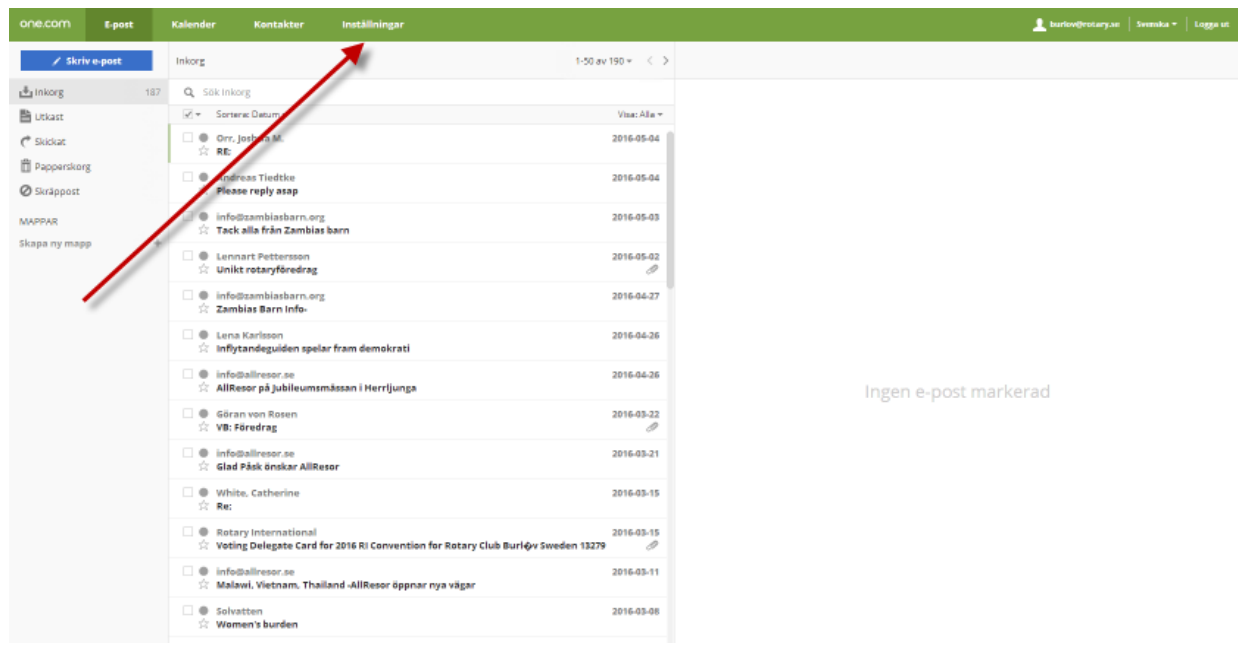 one.com E-post Kalender Kontakter Inställningar burlov@rotary.se Svenska Logga ut
Skriv e-post
Inkorg 1-50 av 190
Inkorg 187
Sök Inkorg
Utkast
Sortera: Datum Visa: Alla
Skickat
Papperskorg
Skräppost
MAPPAR
Skapa ny mapp +
Orr, Joshua M. 2016-05-04
RE:
Andreas Tiedtke 2016-05-04
Please reply asap
info@zambiasbarn.org 2016-05-03
Tack alla från Zambias barn
Lennart Pettersson 2016-05-02
Unikt rotaryföredrag
info@zambiasbarn.org 2016-04-27
Zambias Barn Info-
Lena Karlsson 2016-04-26
Inflytandeguiden spelar fram demokrati
info@allresor.se 2016-04-26
AllResor på Jubileumsmässan i Herrljunga
Göran von Rosen 2016-03-22
VB: Föredrag
info@allresor.se 2016-03-21
Glad Påsk önskar AllResor
White, Catherine 2016-03-15
Re:
Rotary International 2016-03-15
Voting Delegate Card for 2016 RI Convention for Rotary Club Burl�v Sweden 13279
info@allresor.se 2016-03-11
Malawi, Vietnam, Thailand -AllResor öppnar nya vägar
Solvatten 2016-03-08
Women's burden
Ingen e-post markerad